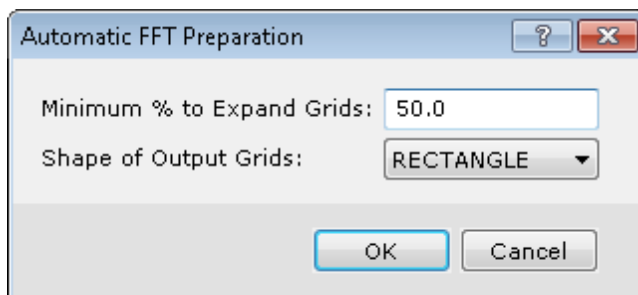 Automatic FFT Preparation
Minimum % to Expand Grids: 50.0
Shape of Output Grids: RECTANGLE
OK Cancel